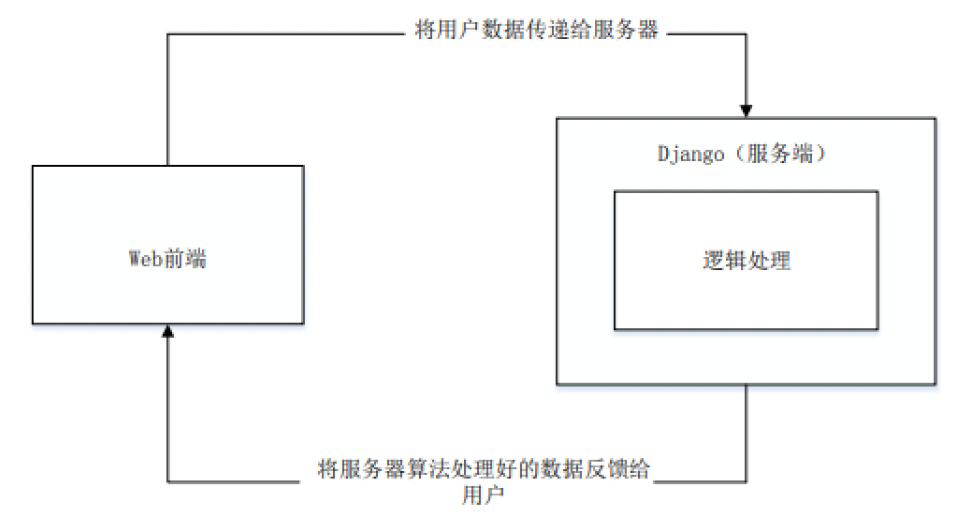 将用户数据传递给服务器
Django（服务端）
Web前端
逻辑处理
将服务器算法处理好的数据反馈给
用户